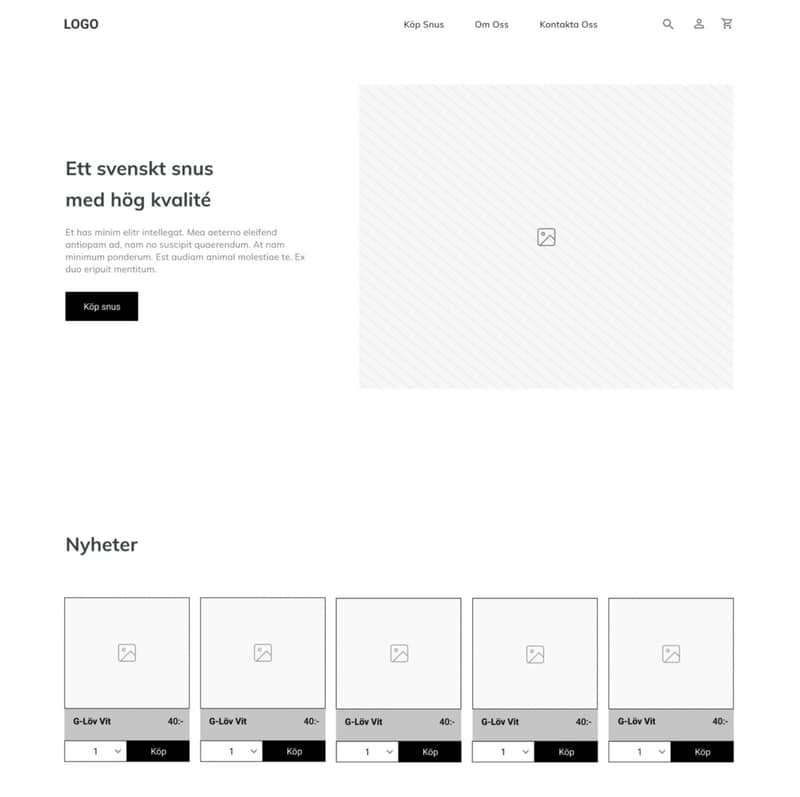 LOGO
Köp Snus Om Oss Kontakta Oss
Ett svenskt snus
med hög kvalité
Et has minim elitr intellegat. Mea aeterno eleifend
antiopam ad, nam no suscipit quaerendum. At nam
minimum ponderum. Est audiam animal molestiae te. Ex
duo eripuit mentitum.
Köp snus
Nyheter
G-Löv Vit 40:- G-Löv Vit 40:- G-Löv Vit 40:- G-Löv Vit 40:- G-Löv Vit 40:-
1 Köp 1 Köp 1 Köp 1 Köp 1 Köp